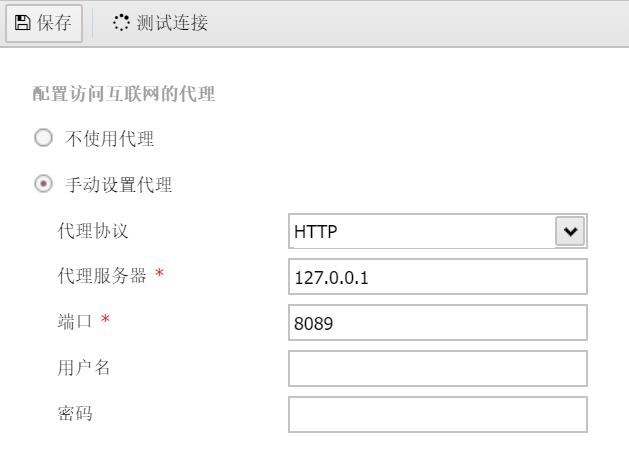 保存 测试连接
配置访问互联网的代理
不使用代理
手动设置代理
代理协议 HTTP
代理服务器 * 127.0.0.1
端口 * 8089
用户名
密码